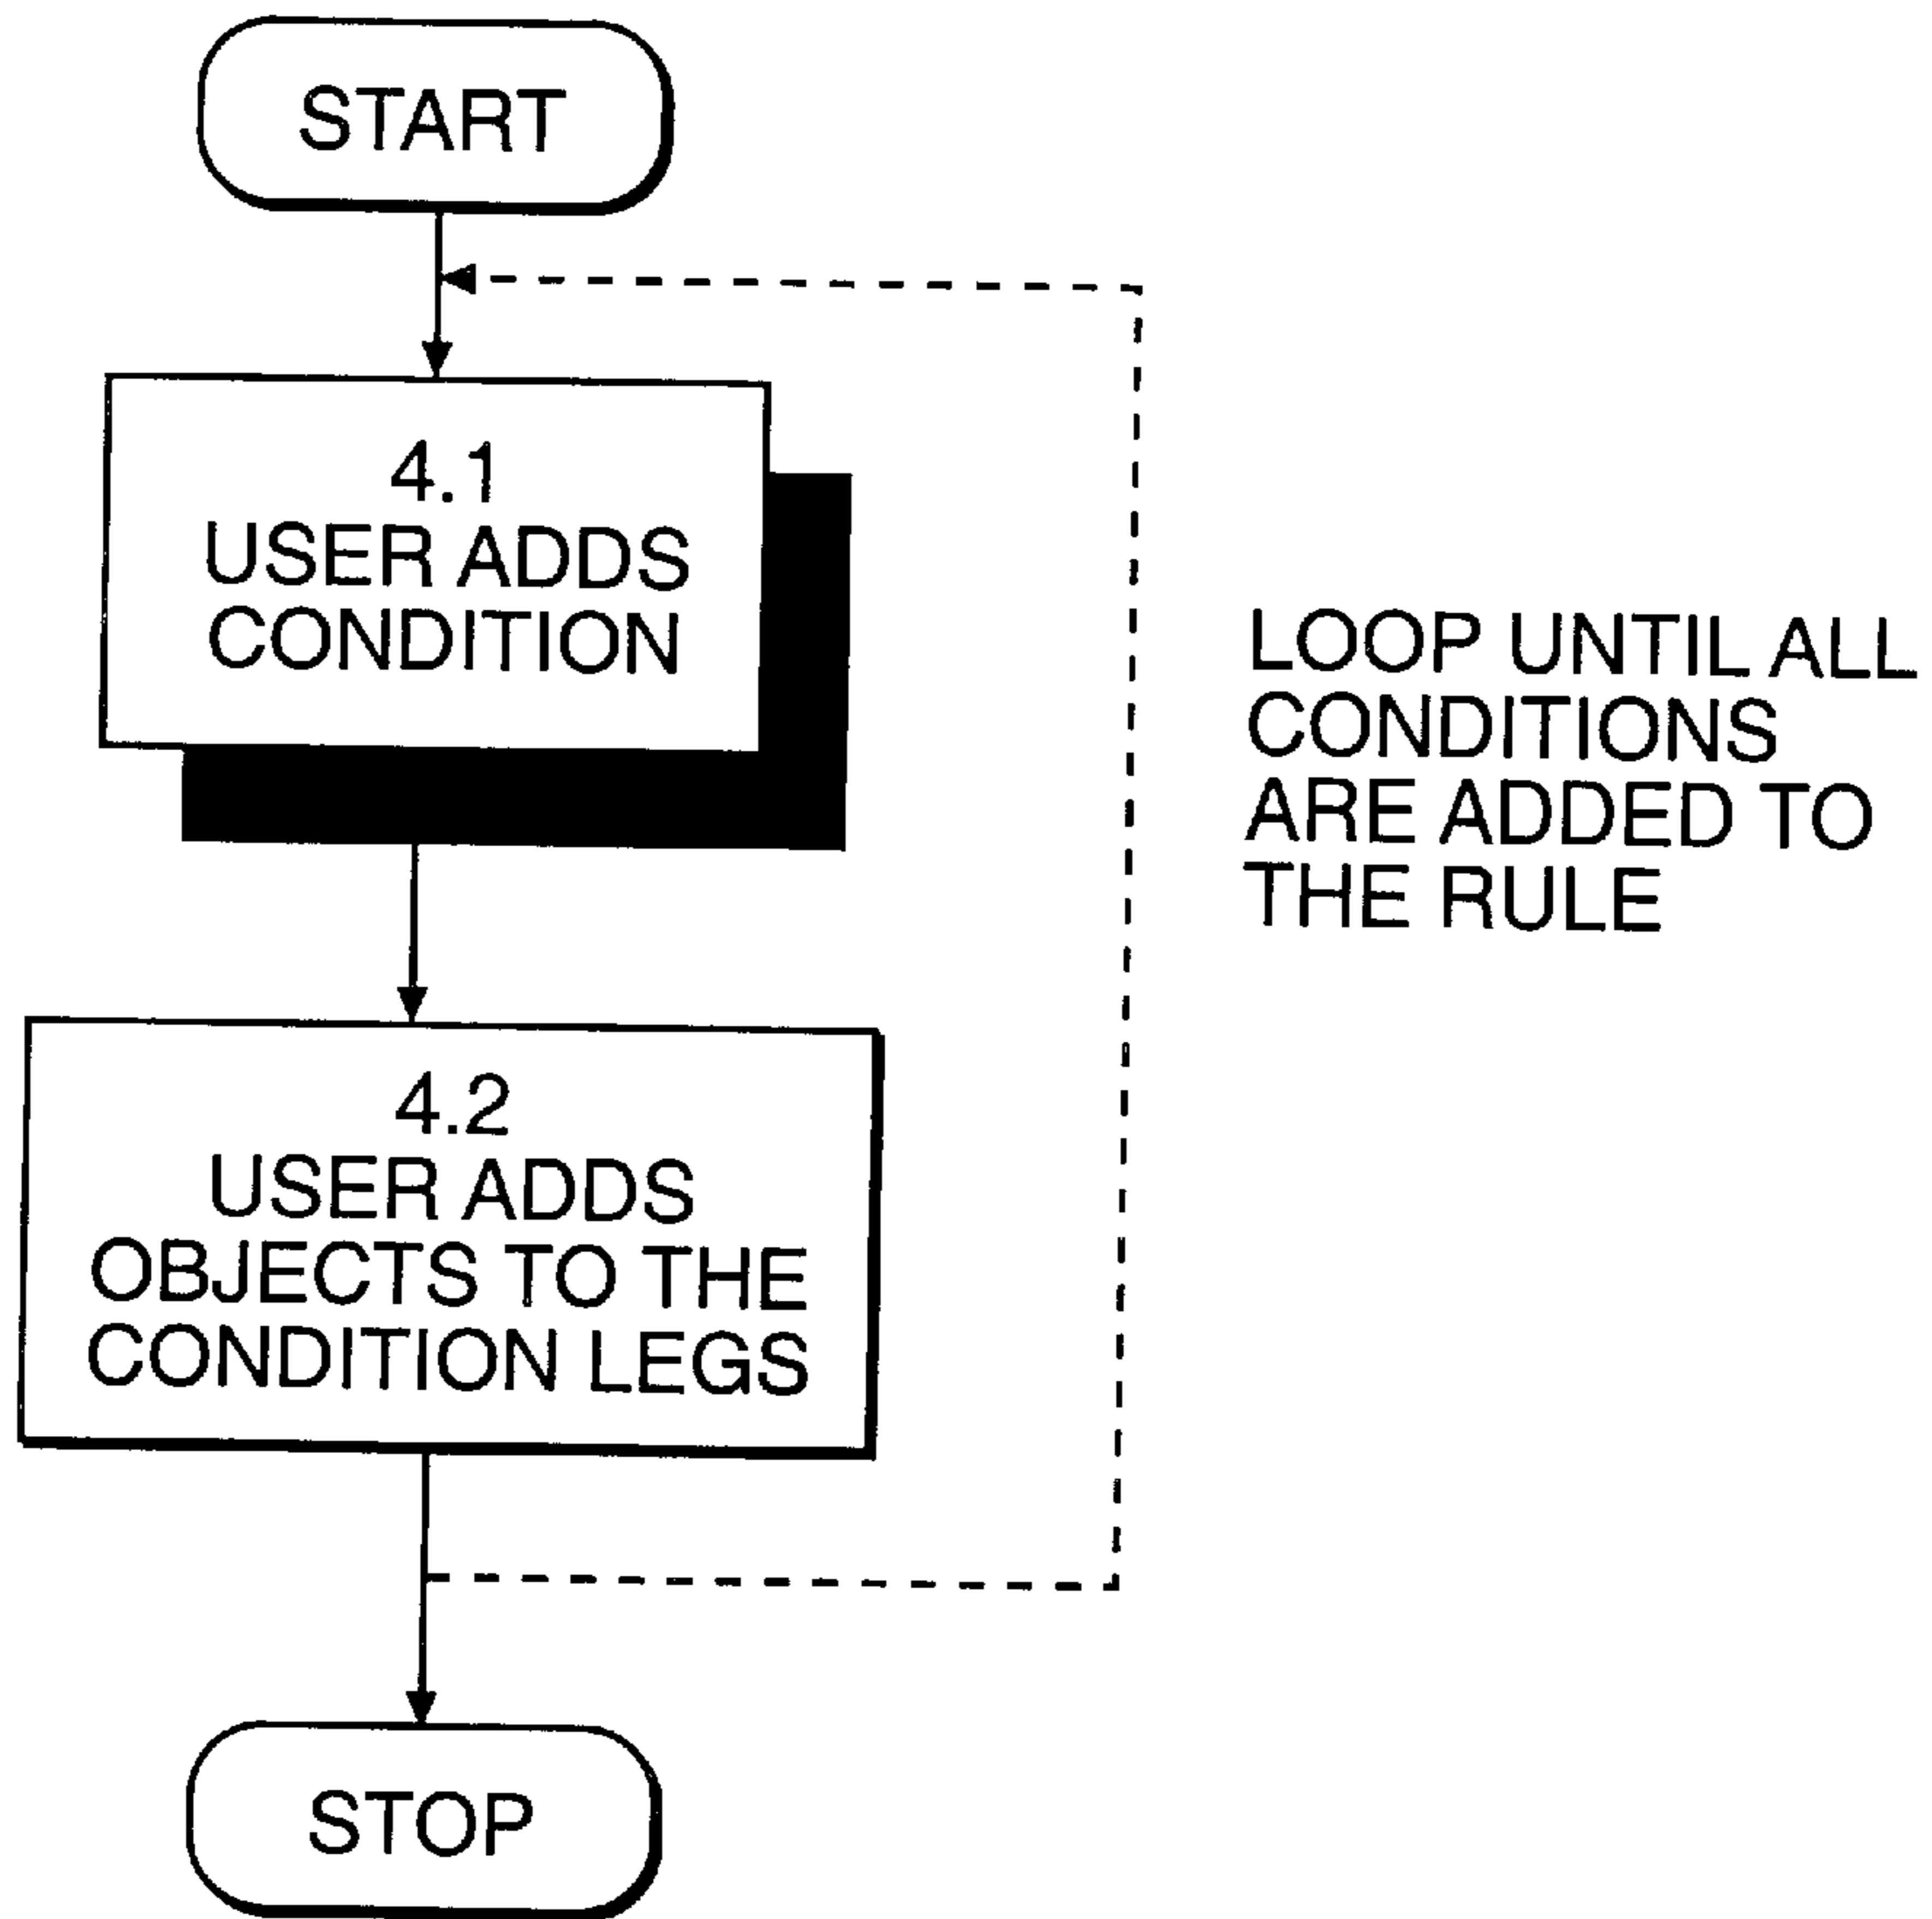 START
4.1
USER ADDS
CONDITION
LOOP UNTIL ALL
CONDITIONS
ARE ADDED TO
THE RULE
4.2
USER ADDS
OBJECTS TO THE
CONDITION LEGS
STOP